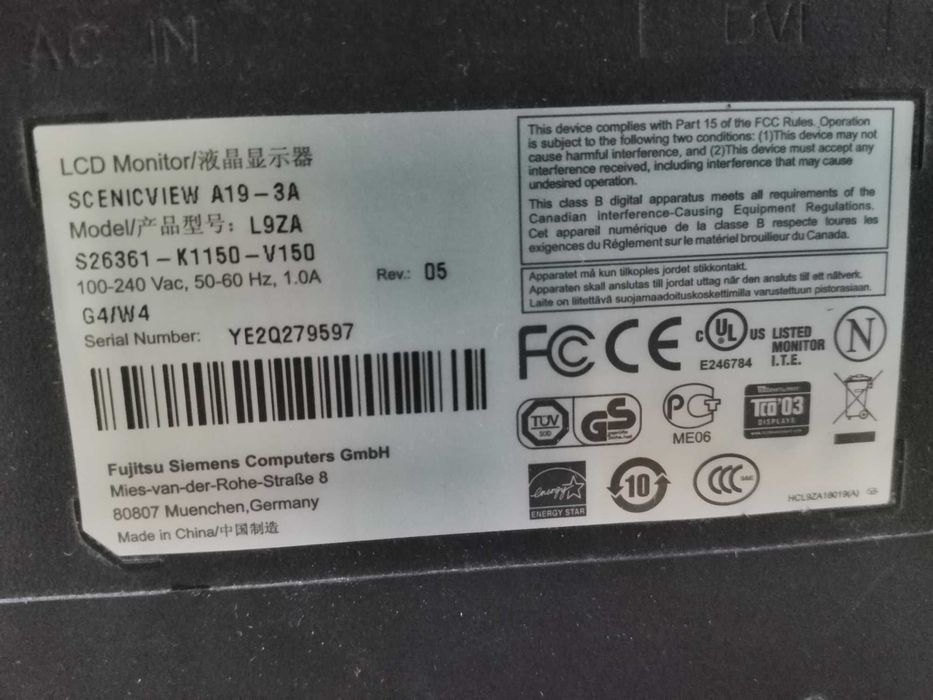 AC IN
DVI
LCD Monitor/液晶显示器
SCENICVIEW A19-3A
Model/产品型号: L9ZA
S26361-K1150-V150
100-240 Vac, 50-60 Hz, 1.0A
Rev.: 05
G4/W4
Serial Number: YE2Q279597
Fujitsu Siemens Computers GmbH
Mies-van-der-Rohe-Straße 8
80807 Muenchen,Germany
Made in China/中国制造
This device complies with Part 15 of the FCC Rules. Operation
is subject to the following two conditions: (1)This device may not
cause harmful interference, and (2)This device must accept any
interference received, including interference that may cause
undesired operation.
This class B digital apparatus meets all requirements of the
Canadian Interference-Causing Equipment Regulations.
Cet appareil numérique de la classe B respecte toures les
exigences du Réglement sur le matériel brouilleur du Canada.
Apparatet må kun tilkoples jordet stikkontakt.
Apparaten skall anslutas till jordat uttag när den ansluts till ett nätverk.
Laite on liitettävä suojamaadoituskoskettimilla varustettuun pistorasiaan.
FCC CE
c UL US LISTED
MONITOR
I.T.E.
E246784
N
TÜV
SÜD
GS
geprüfte
PCT
ME06
TCO'03
DISPLAYS
energy
ENERGY STAR
10
CCC
S&E
HCL9ZA18019(A)